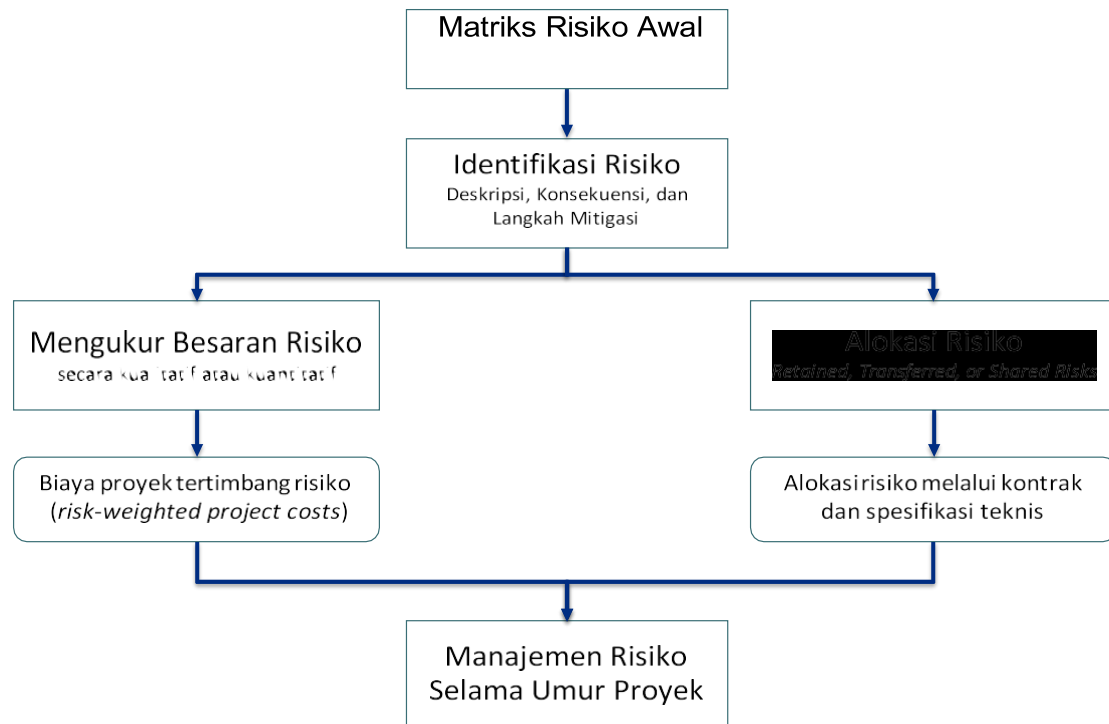 Matriks Risiko Awal
Identifikasi Risiko
Deskripsi, Konsekuensi, dan
Langkah Mitigasi
Mengukur Besaran Risiko
secara kualitatif atau kuantitatif
Alokasi Risiko
Retained, Transferred, or Shared Risks
Biaya proyek tertimbang risiko
(risk-weighted project costs)
Alokasi risiko melalui kontrak
dan spesifikasi teknis
Manajemen Risiko
Selama Umur Proyek